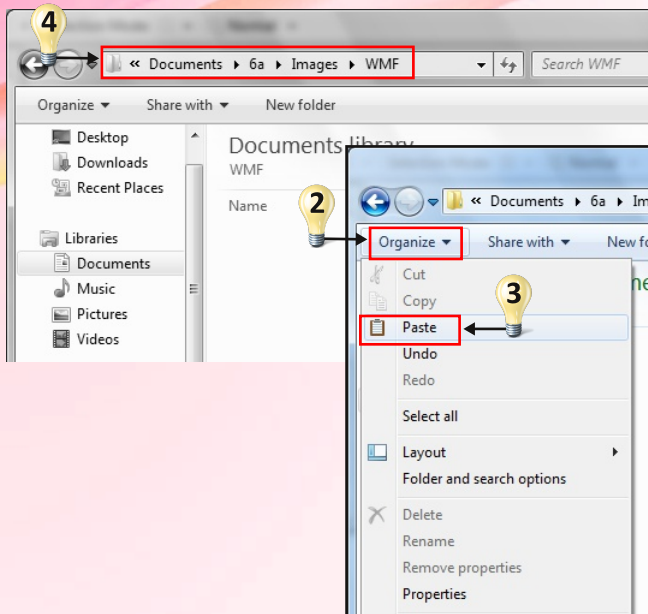 4
« Documents ▸ 6a ▸ Images ▸ WMF
Search WMF
Organize ▾ Share with ▾ New folder
Desktop
Downloads
Recent Places
Libraries
Documents
Music
Pictures
Videos
Documents library
WMF
Name
2
« Documents ▸ 6a ▸ Im
Organize ▾ Share with ▾ New f
3
Cut
Copy
Paste
Undo
Redo
Select all
Layout
Folder and search options
Delete
Rename
Remove properties
Properties